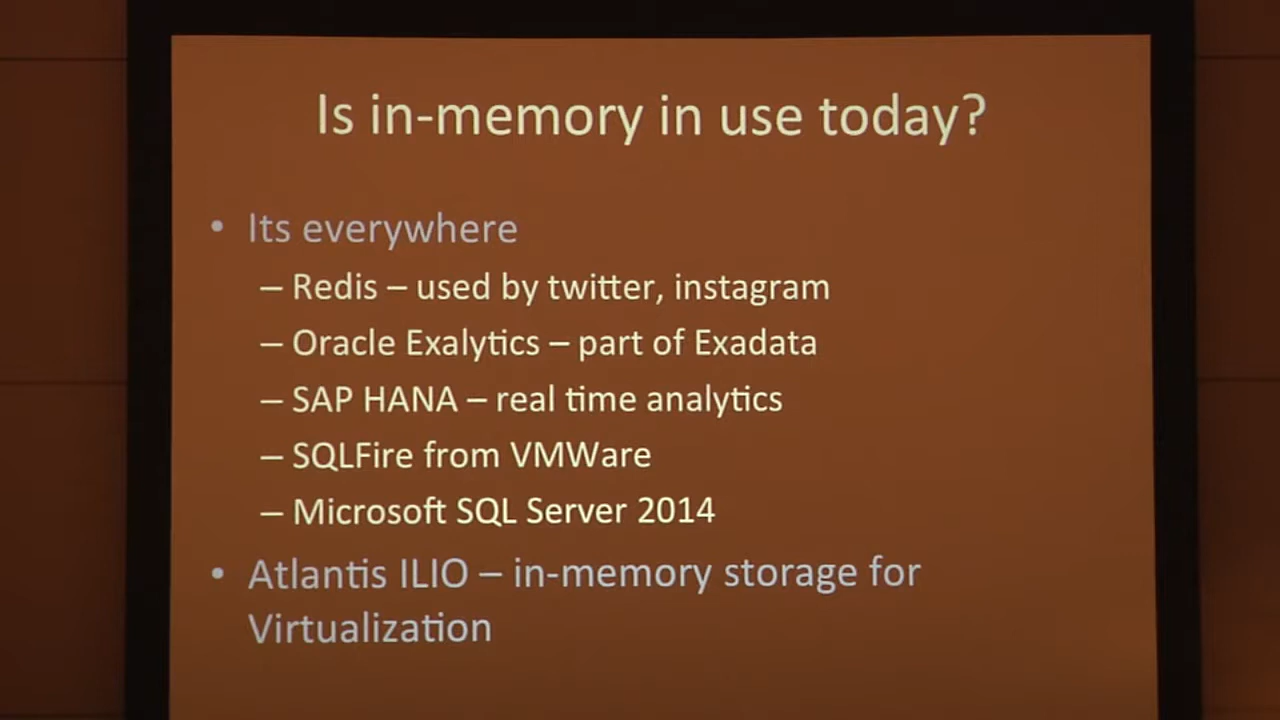 Is in-memory in use today?
• Its everywhere
– Redis – used by twitter, instagram
– Oracle Exalytics – part of Exadata
– SAP HANA – real time analytics
– SQLFire from VMWare
– Microsoft SQL Server 2014
• Atlantis ILIO – in-memory storage for
Virtualization